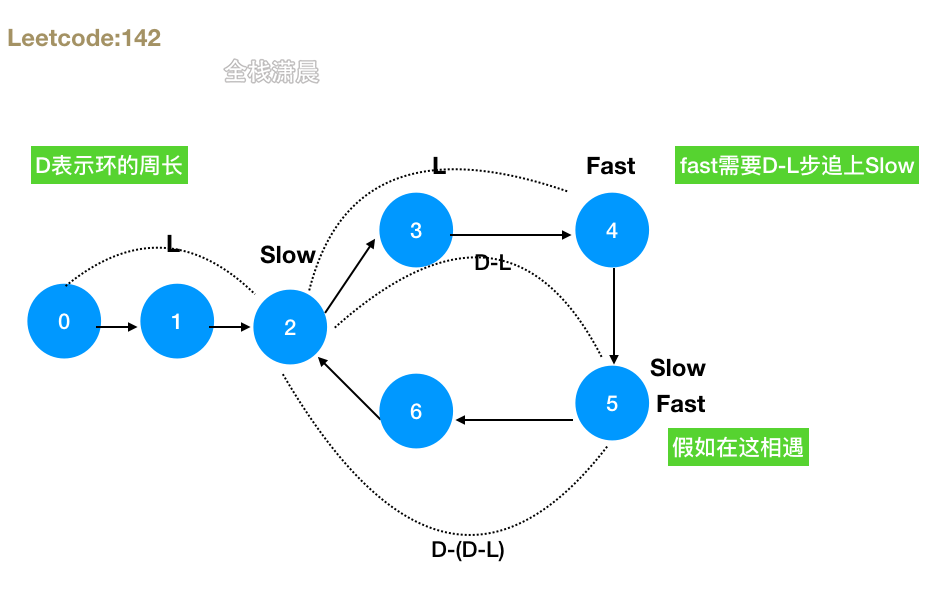 Leetcode:142
全栈潇晨
D表示环的周长
L
Fast
fast需要D-L步追上Slow
3
4
L
Slow
D-L
0
1
2
Slow
6
5
Fast
假如在这相遇
D-(D-L)